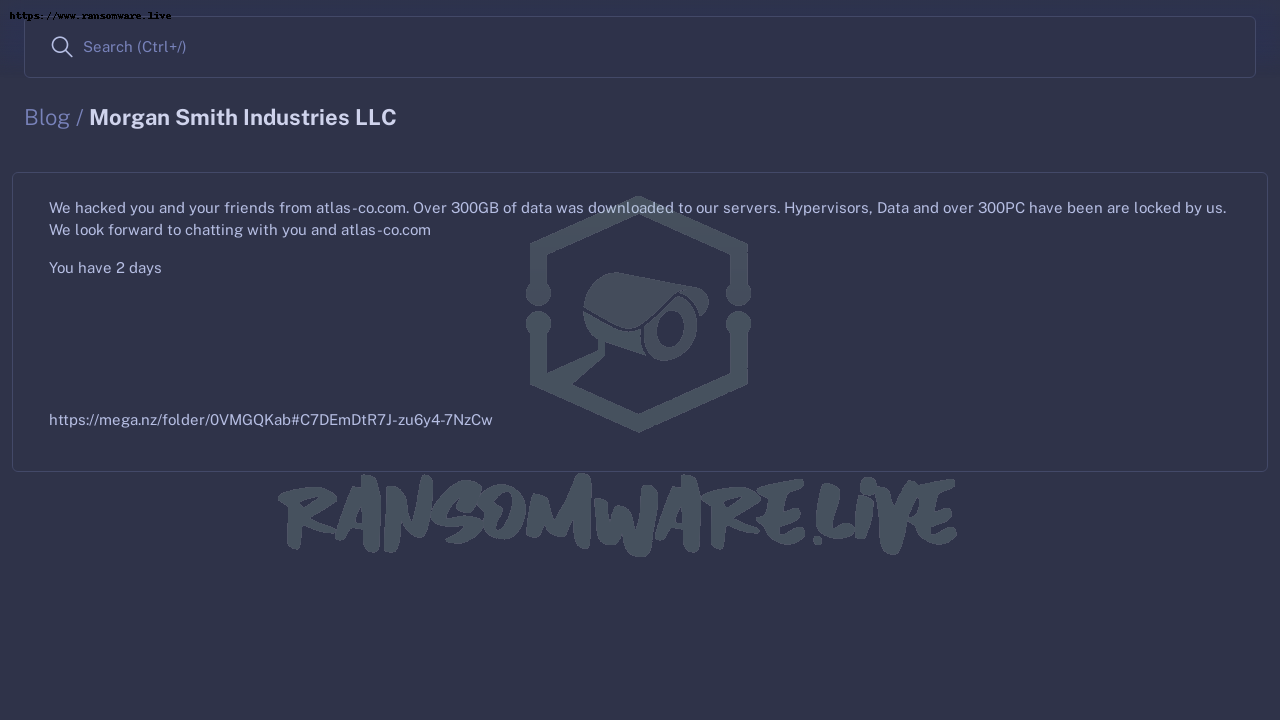 https://www.ransomware.live
Search (Ctrl+/)
Blog / Morgan Smith Industries LLC
We hacked you and your friends from atlas-co.com. Over 300GB of data was downloaded to our servers. Hypervisors, Data and over 300PC have been are locked by us.
We look forward to chatting with you and atlas-co.com
You have 2 days
https://mega.nz/folder/0VMGQKab#C7DEmDtR7J-zu6y4-7NzCw
RANSOMWARE.LIVE